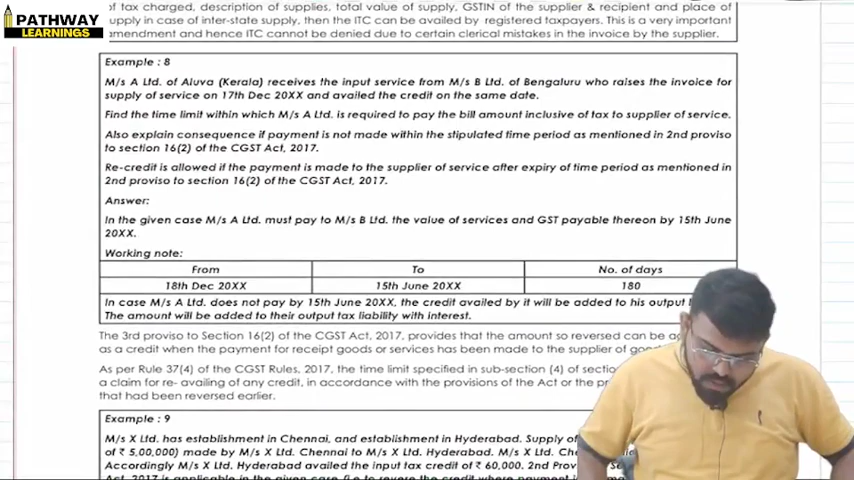 PATHWAY
LEARNINGS
of tax charged, description of supplies, total value of supply, GSTIN of the supplier & recipient and place of
supply in case of inter-state supply, then the ITC can be availed by registered taxpayers. This is a very important
amendment and hence ITC cannot be denied due to certain clerical mistakes in the invoice by the supplier.
Example : 8
M/s A Ltd. of Aluva (Kerala) receives the input service from M/s B Ltd. of Bengaluru who raises the invoice for
supply of service on 17th Dec 20XX and availed the credit on the same date.
Find the time limit within which M/s A Ltd. is required to pay the bill amount inclusive of tax to supplier of service.
Also explain consequence if payment is not made within the stipulated time period as mentioned in 2nd proviso
to section 16(2) of the CGST Act, 2017.
Re-credit is allowed if the payment is made to the supplier of service after expiry of time period as mentioned in
2nd proviso to section 16(2) of the CGST Act, 2017.
Answer:
In the given case M/s A Ltd. must pay to M/s B Ltd. the value of services and GST payable thereon by 15th June
20XX.
Working note:
From To No. of days
18th Dec 20XX 15th June 20XX 180
In case M/s A Ltd. does not pay by 15th June 20XX, the credit availed by it will be added to his output
The amount will be added to their output tax liability with interest.
The 3rd proviso to Section 16(2) of the CGST Act, 2017, provides that the amount so reversed can be
as a credit when the payment for receipt goods or services has been made to the supplier of
As per Rule 37(4) of the CGST Rules, 2017, the time limit specified in sub-section (4) of
a claim for re- availing of any credit, in accordance with the provisions of the Act or the
that had been reversed earlier.
Example : 9
M/s X Ltd. has establishment in Chennai, and establishment in Hyderabad. Supply of
of ₹ 5,00,000) made by M/s X Ltd. Chennai to M/s X Ltd. Hyderabad. M/s X Ltd.
Accordingly M/s X Ltd. Hyderabad availed the input tax credit of ₹ 60,000. 2nd
Act, 2017 is applicable in the given case (i.e to reverse the credit where payment